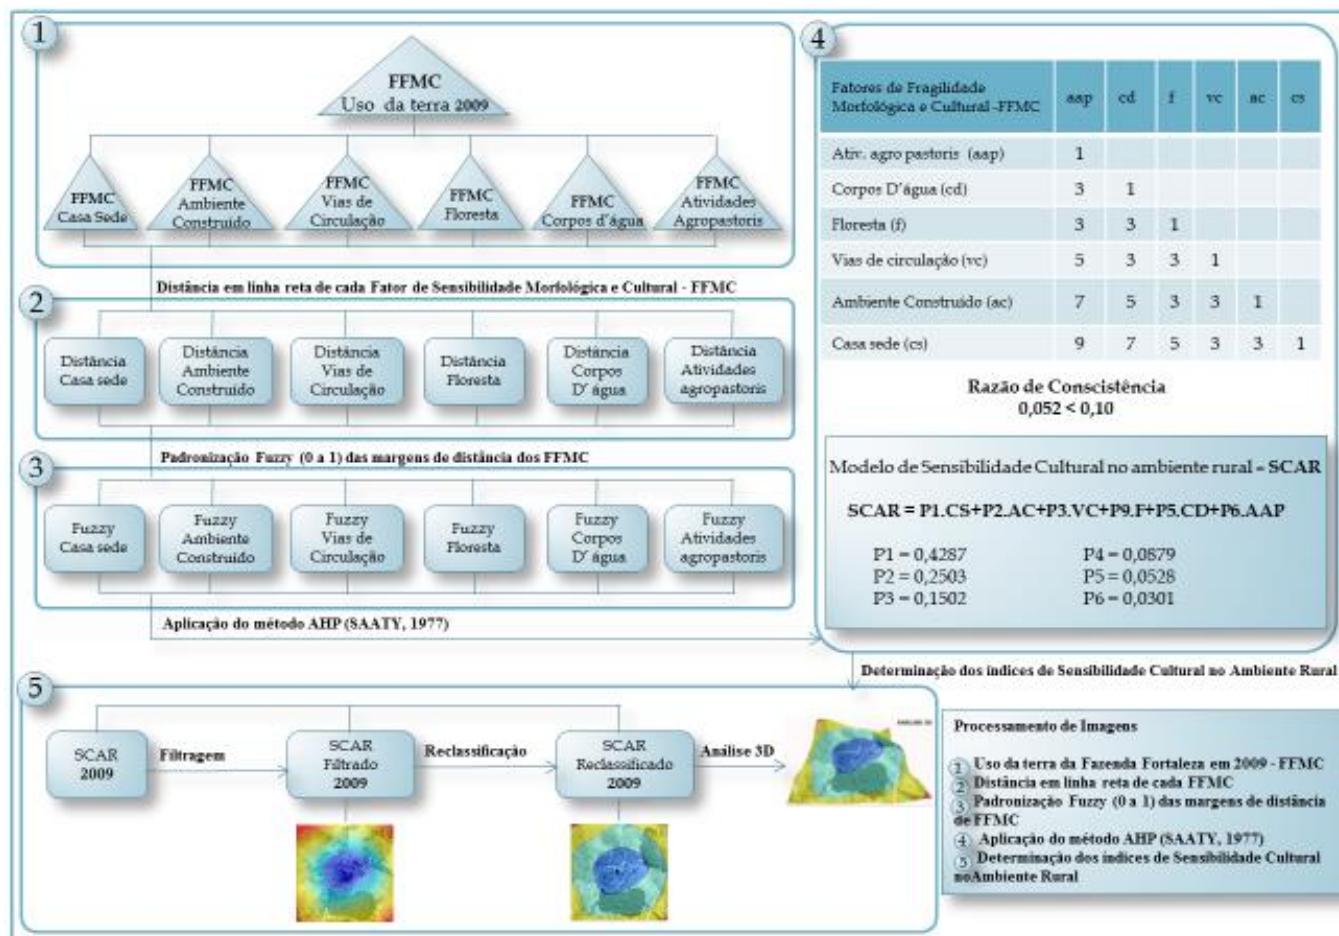 1
FFMC
Uso da terra 2009
FFMC
Casa Sede
FFMC
Ambiente
Construido
FFMC
Vias de
Circulação
FFMC
Floresta
FFMC
Corpos d'água
FFMC
Atividades
Agropastoris
Distância em linha reta de cada Fator de Sensibilidade Morfológica e Cultural - FFMC
2
Distância
Casa sede
Distância
Ambiente
Construido
Distância
Vias de
Circulação
Distância
Floresta
Distância
Corpos
D' água
Distância
Atividades
agropastoris
Padronização Fuzzy (0 a 1) das margens de distância dos FFMC
3
Fuzzy
Casa sede
Fuzzy
Ambiente
Construido
Fuzzy
Vias de
Circulação
Fuzzy
Floresta
Fuzzy
Corpos
D' água
Fuzzy
Atividades
agropastoris
Aplicação do método AHP (SAATY, 1977)
4
Fatores de Fragilidade
Morfológica e Cultural -FFMC aap cd f vc ac cs
Ativ. agro pastoris (aap) 1
Corpos D'água (cd) 3 1
Floresta (f) 3 3 1
Vias de circulação (vc) 5 3 3 1
Ambiente Construido (ac) 7 5 3 3 1
Casa sede (cs) 9 7 5 3 3 1
Razão de Conscistência
0,052 < 0,10
Modelo de Sensibilidade Cultural no ambiente rural - SCAR
SCAR = P1.CS+P2.AC+P3.VC+P9.F+P5.CD+P6.AAP
P1 = 0,4287 P4 = 0,0879
P2 = 0,2503 P5 = 0,0528
P3 = 0,1502 P6 = 0,0301
Determinação dos índices de Sensibilidade Cultural no Ambiente Rural
5
SCAR
2009
Filtragem
SCAR
Filtrado
2009
Reclassificação
SCAR
Reclassificado
2009
Análise 3D
Processamento de Imagens
1 Uso da terra da Fazenda Fortaleza em 2009 - FFMC
2 Distância em linha reta de cada FFMC
3 Padronização Fuzzy (0 a 1) das margens de distância
de FFMC
4 Aplicação do método AHP (SAATY, 1977)
5 Determinação dos índices de Sensibilidade Cultural
noAmbiente Rural